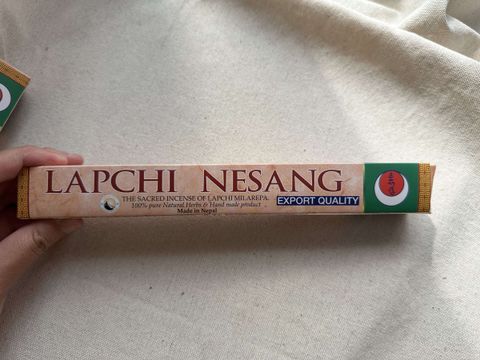 LAPCHI NESANG
THE SACRED INCENSE OF LAPCHI MILAREPA.
100% pure Natural Herbs & Hand made product
Made in Nepal
EXPORT QUALITY